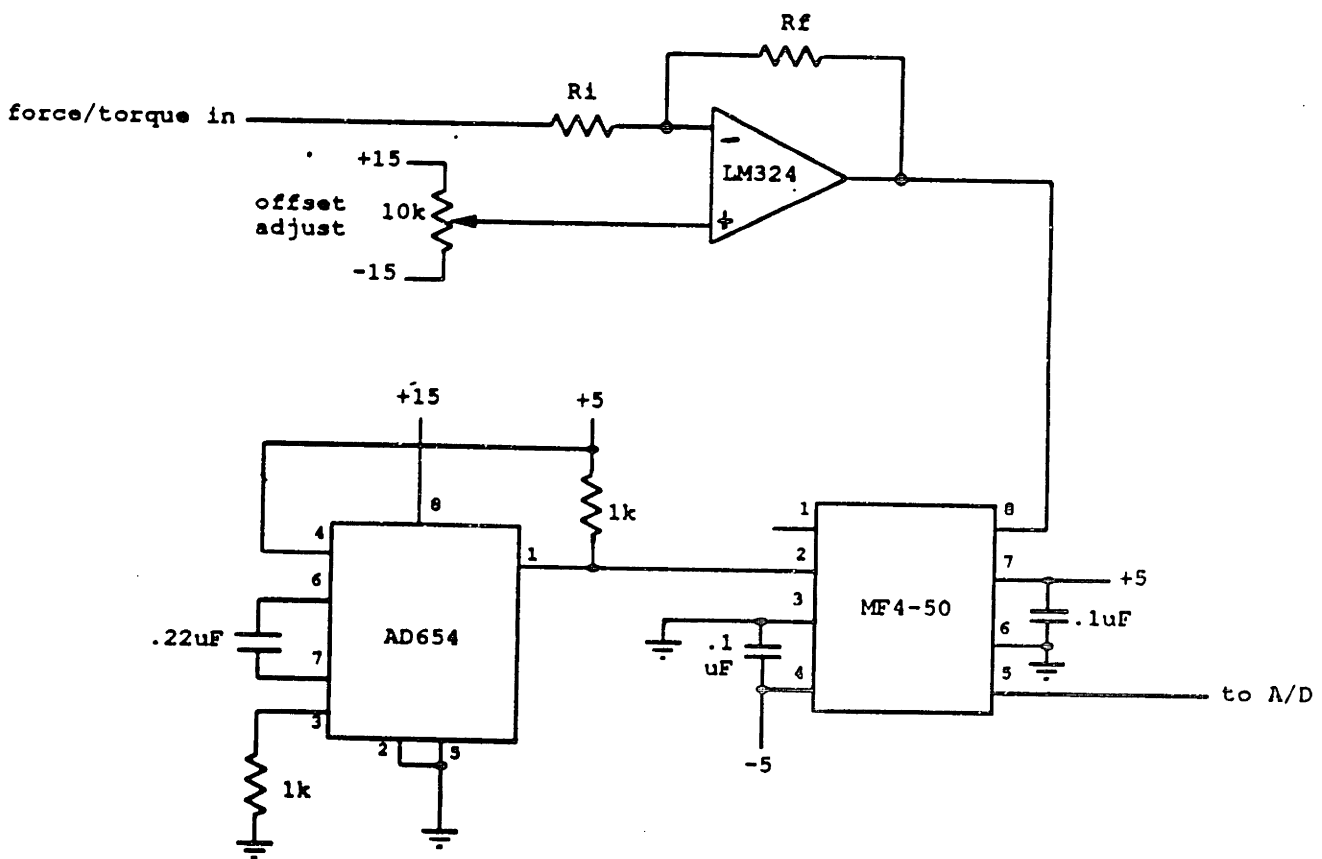 Rf
Ri
force/torque in
+15
-
LM324
offset
adjust
10k
+
-15
+15
+5
8
1k
4
1
6
AD654
.22uF
7
3
2
5
1k
1
8
2
7
+5
3
MF4-50
.1uF
.1
uF
6
4
5
to A/D
-5